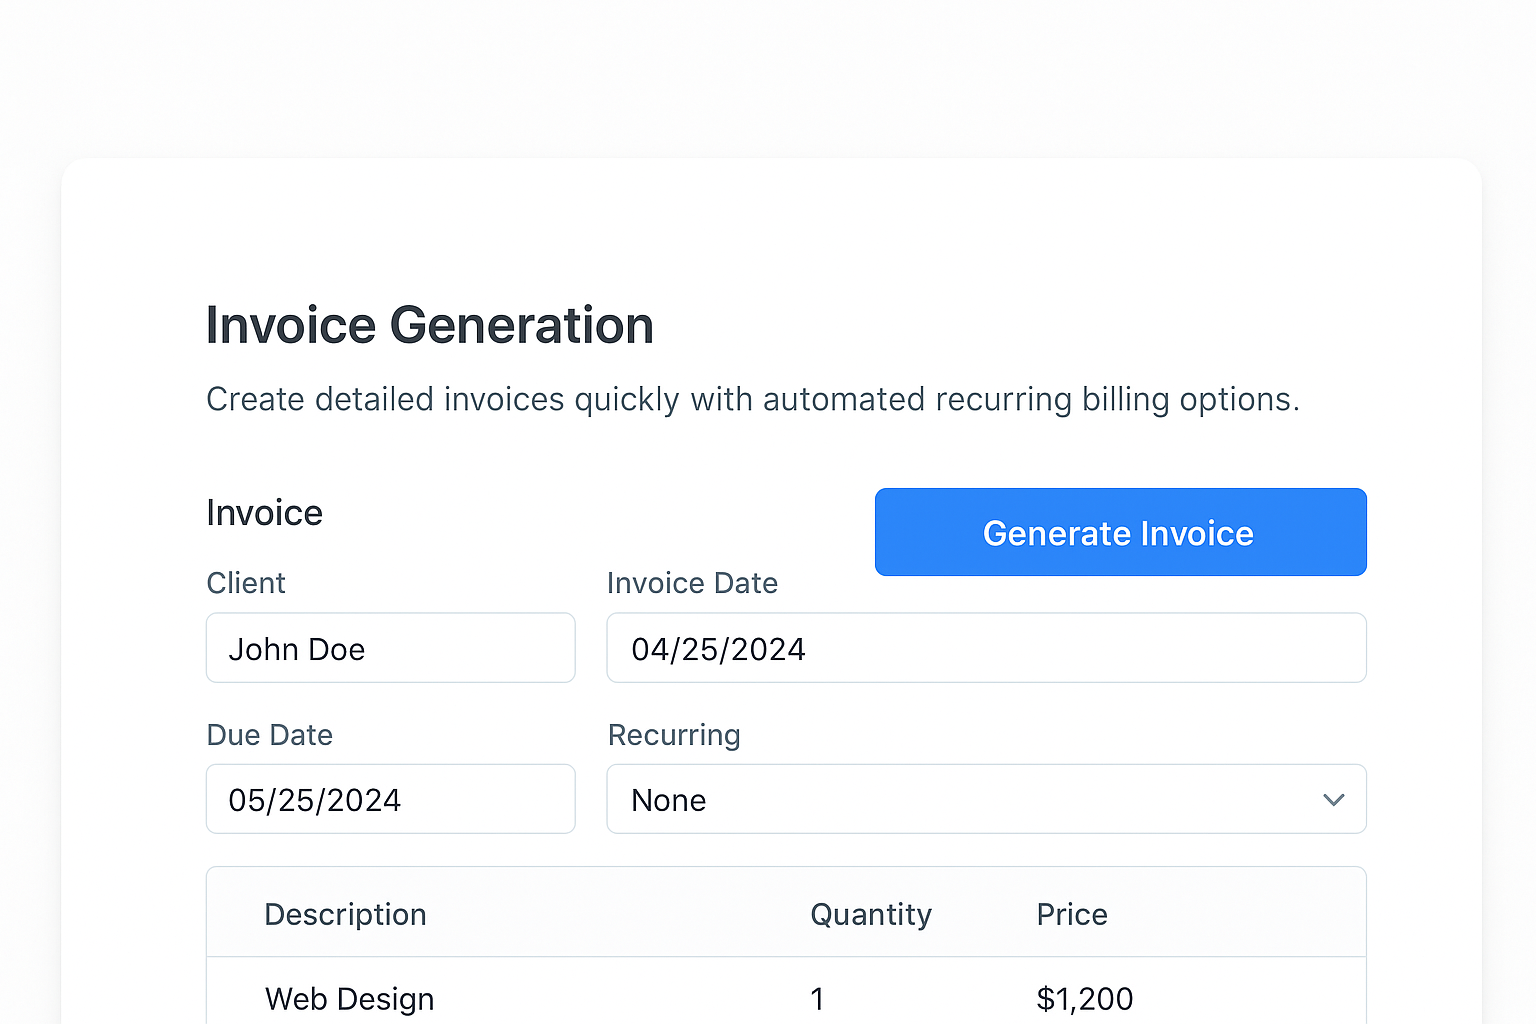 Invoice Generation
Create detailed invoices quickly with automated recurring billing options.
Invoice
Generate Invoice
Client
Invoice Date
John Doe
04/25/2024
Due Date
Recurring
05/25/2024
None
Description Quantity Price
Web Design 1 $1,200